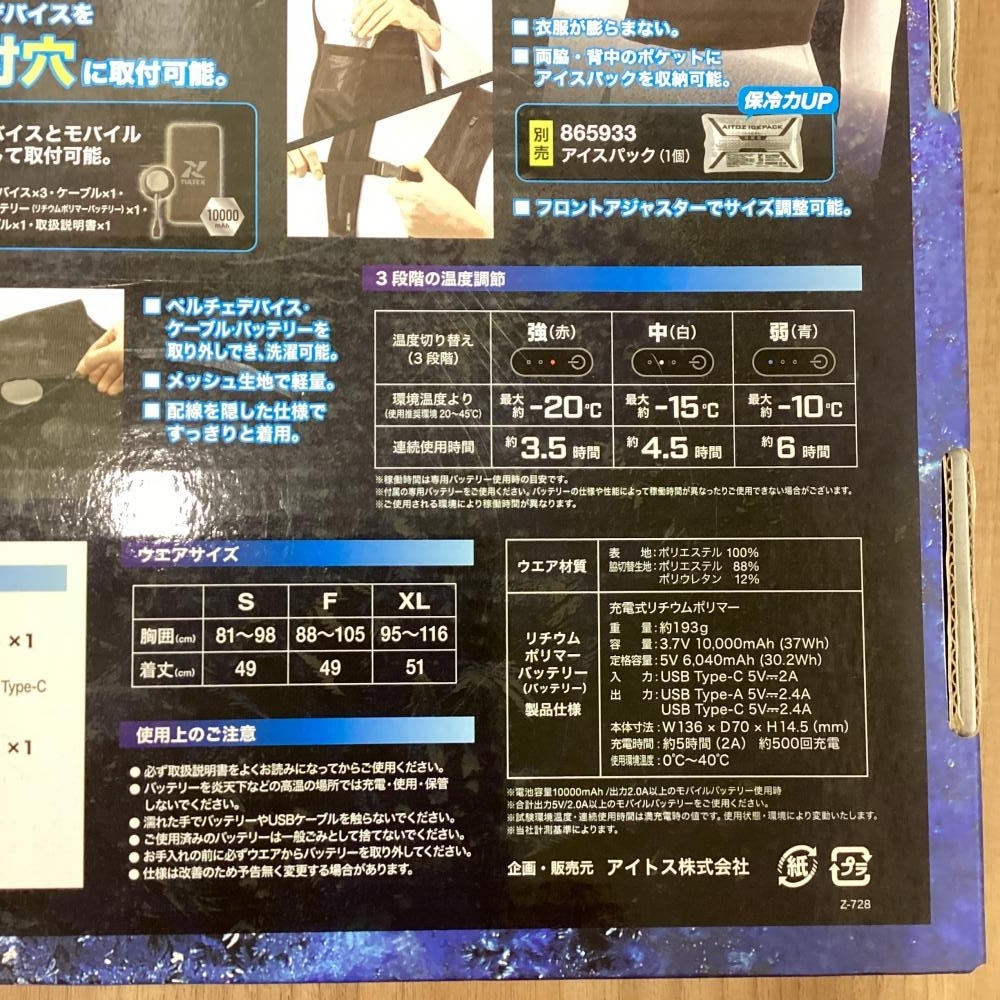 デバイスを
付穴に取付可能。
バイスとモバイル
して取付可能。
バイス×3・ケーブル×1・
テリー(リチウムポリマーバッテリー)×1・
ル×1・取扱説明書×1
YULTEX
10000
mAh
■ 衣服が膨らまない。
■ 両脇・背中のポケットに
アイスパックを収納可能。
保冷力UP
別売
865933
アイスパック(1個)
AITOZ ICE PACK
■ フロントアジャスターでサイズ調整可能。
■ ペルチェデバイス・
ケーブル・バッテリーを
取り外しでき、洗濯可能。
■ メッシュ生地で軽量。
■ 配線を隠した仕様で
すっきりと着用。
3段階の温度調節
温度切り替え
(3段階)
強(赤)
中(白)
弱(青)
環境温度より
(使用推奨環境 20~45℃)
最大約-20℃
最大約-15℃
最大約-10℃
連続使用時間
約3.5時間
約4.5時間
約6時間
※稼働時間は専用バッテリー使用時の目安です。
※付属の専用バッテリーをご使用ください。バッテリーの仕様や性能によって稼働時間が異なったりご使用できない場合がございます。
※ご使用される環境により稼働時間が異なります。
×1
Type-C
×1
ウエアサイズ
S F XL
胸囲(cm) 81~98 88~105 95~116
着丈(cm) 49 49 51
使用上のご注意
● 必ず取扱説明書をよくお読みになってからご使用ください。
● バッテリーを炎天下などの高温の場所では充電・使用・保管
しないでください。
● 濡れた手でバッテリーやUSBケーブルを触らないでください。
● ご使用済みのバッテリーは一般ごみとして捨てないでください。
● お手入れの前に必ずウエアからバッテリーを取り外してください。
● 仕様は改善のため予告無く変更する場合があります。
ウエア材質
表 地:ポリエステル 100%
脇切替生地:ポリエステル 88%
ポリウレタン 12%
リチウム
ポリマー
バッテリー
(バッテリー)
製品仕様
充電式リチウムポリマー
重 量:約193g
容 量:3.7V 10,000mAh (37Wh)
定格容量:5V 6,040mAh (30.2Wh)
入 力:USB Type-C 5V⎓2A
出 力:USB Type-A 5V⎓2.4A
USB Type-C 5V⎓2.4A
本体寸法:W136 × D70 × H14.5 (mm)
充電時間:約5時間(2A) 約500回充電
使用環境温度:0℃~40℃
※電池容量10000mAh/出力2.0A以上のモバイルバッテリー使用時
※合計出力5V/2.0A以上のモバイルバッテリーをご使用ください。
※試験環境温度・連続使用時間は満充電時の値です。使用状態・環境により変動いたします。
※当社計測基準によります。
企画・販売元 アイトス株式会社
紙
プラ
Z-728